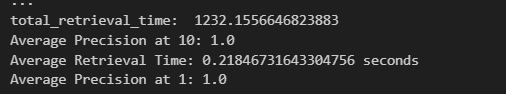 ...
total_retrieval_time:  1232.1556646823883
Average Precision at 10: 1.0
Average Retrieval Time: 0.21846731643304756 seconds
Average Precision at 1: 1.0